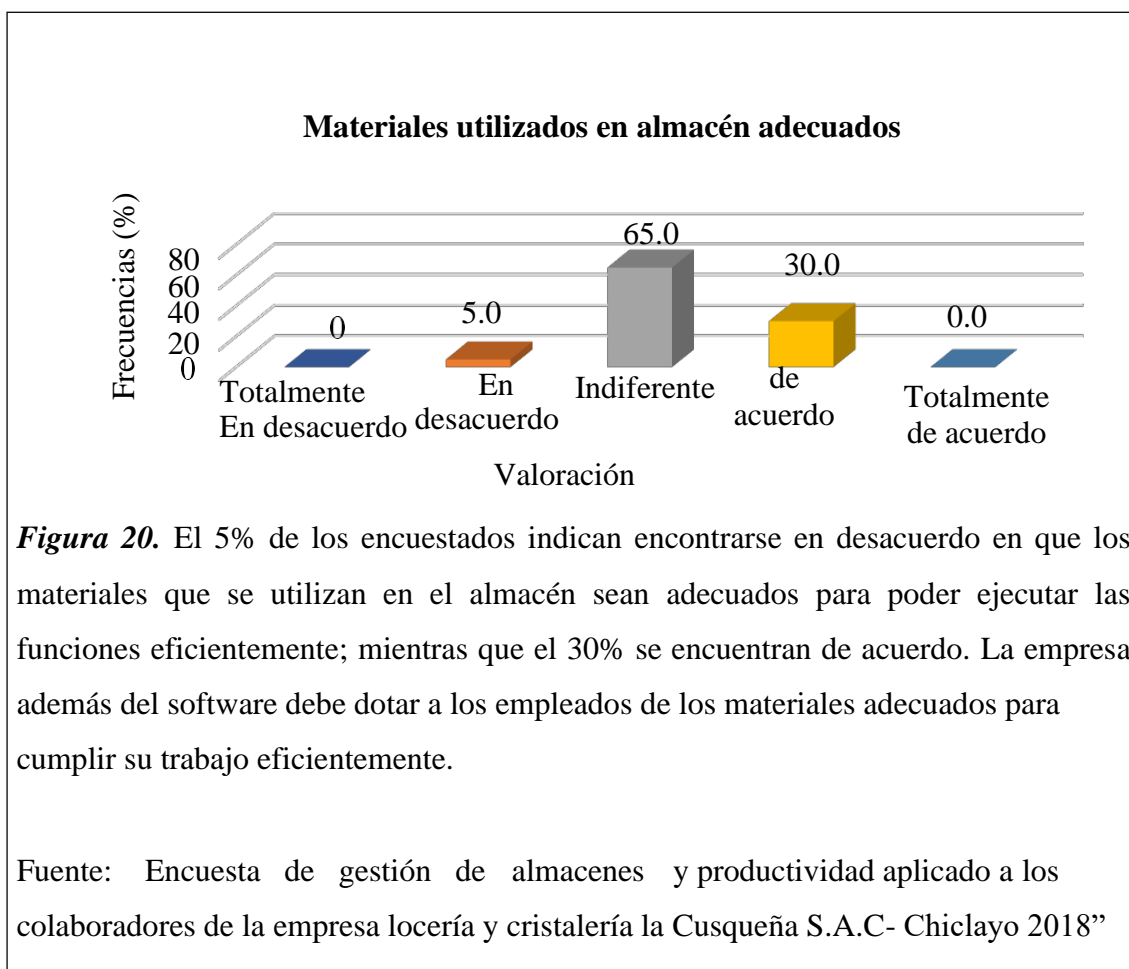 Materiales utilizados en almacén adecuados
Frecuencias (%)
80
60
40
20
0
0
5.0
65.0
30.0
0.0
Totalmente
En desacuerdo
En
desacuerdo
Indiferente
de
acuerdo
Totalmente
de acuerdo
Valoración
Figura 20. El 5% de los encuestados indican encontrarse en desacuerdo en que los
materiales que se utilizan en el almacén sean adecuados para poder ejecutar las
funciones eficientemente; mientras que el 30% se encuentran de acuerdo. La empresa
además del software debe dotar a los empleados de los materiales adecuados para
cumplir su trabajo eficientemente.
Fuente: Encuesta de gestión de almacenes y productividad aplicado a los
colaboradores de la empresa locería y cristalería la Cusqueña S.A.C- Chiclayo 2018”